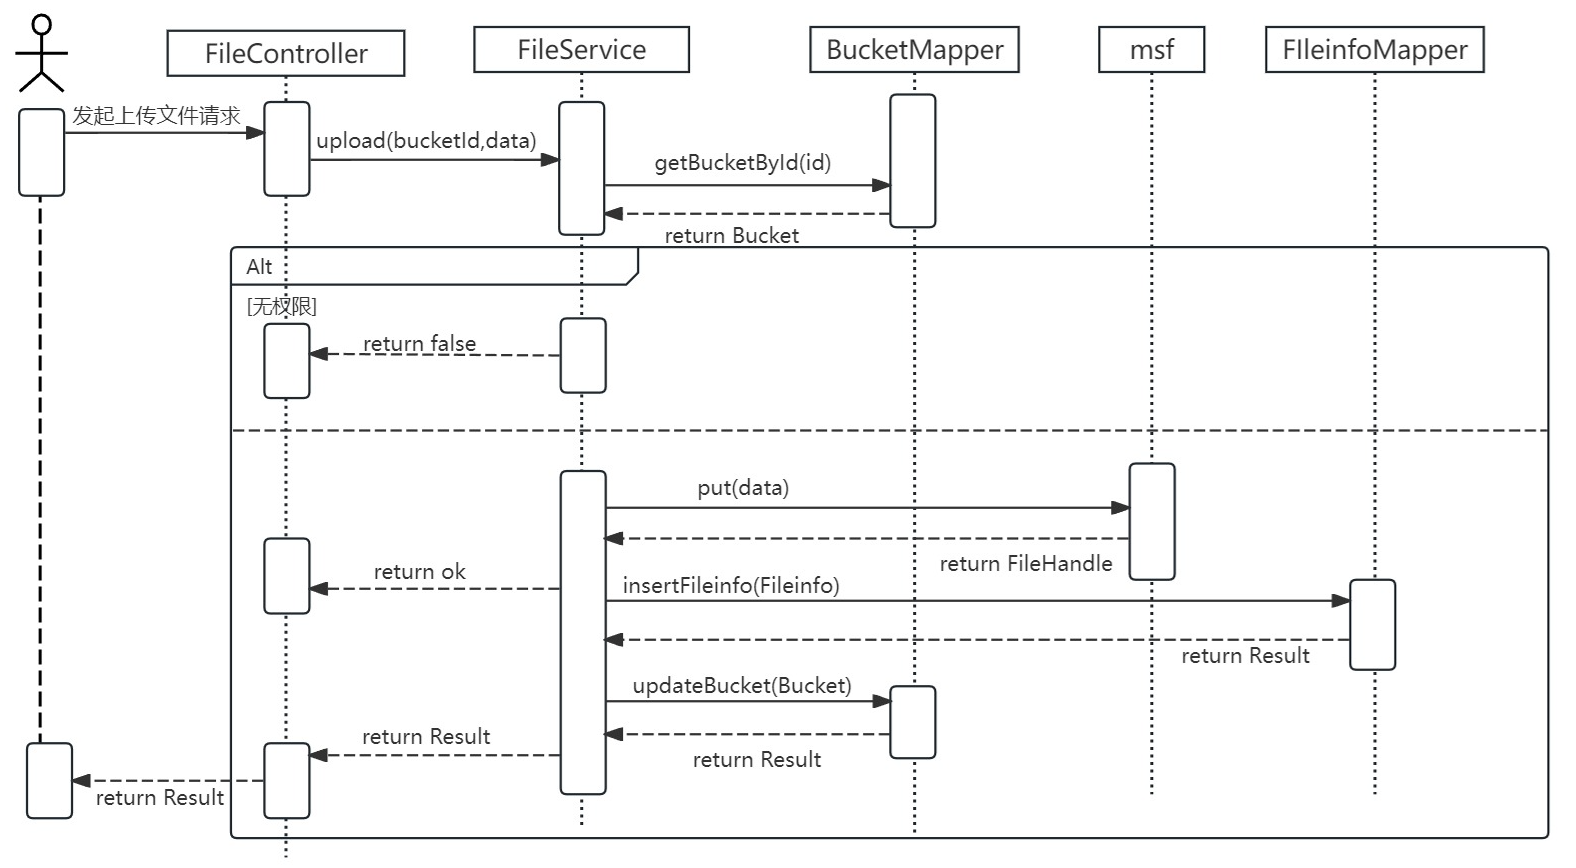 FileController
FileService
BucketMapper
msf
FIleinfoMapper
发起上传文件请求
upload(bucketId,data)
getBucketById(id)
return Bucket
Alt
[无权限]
return false
put(data)
return FileHandle
return ok
insertFileinfo(Fileinfo)
return Result
updateBucket(Bucket)
return Result
return Result
return Result